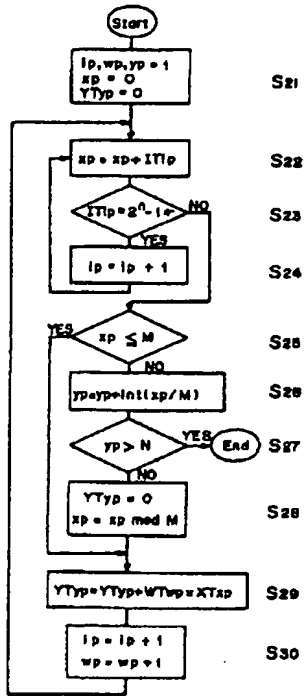 Start
ip,wp,yp = 1
xp = 0
YTyp = 0
S21
xp = xp + ITip
S22
ITip = 2^n - 1
NO
S23
YES
ip = ip + 1
S24
YES
xp ≦ M
S25
NO
yp=yp+int(xp/M)
S26
yp > N
YES
End
S27
NO
YTyp = 0
xp = xp mod M
S28
YTyp=YTyp+WTwp=XTxp
S29
ip = ip + 1
wp = wp + 1
S30